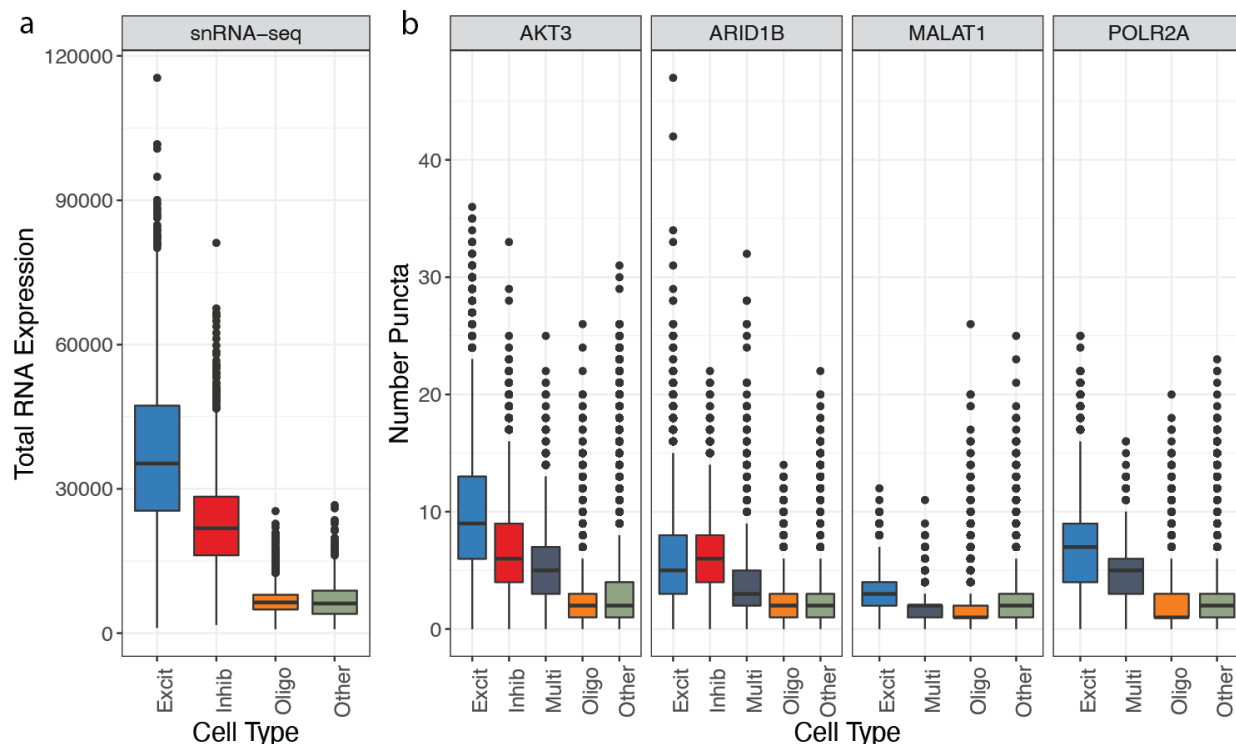 a
b
snRNA−seq
AKT3
ARID1B
MALAT1
POLR2A
Total RNA Expression
120000
90000
60000
30000
0
Number Puncta
40
30
20
10
0
Excit
Inhib
Oligo
Other
Excit
Inhib
Multi
Oligo
Other
Excit
Inhib
Multi
Oligo
Other
Excit
Multi
Oligo
Other
Excit
Multi
Oligo
Other
Cell Type
Cell Type